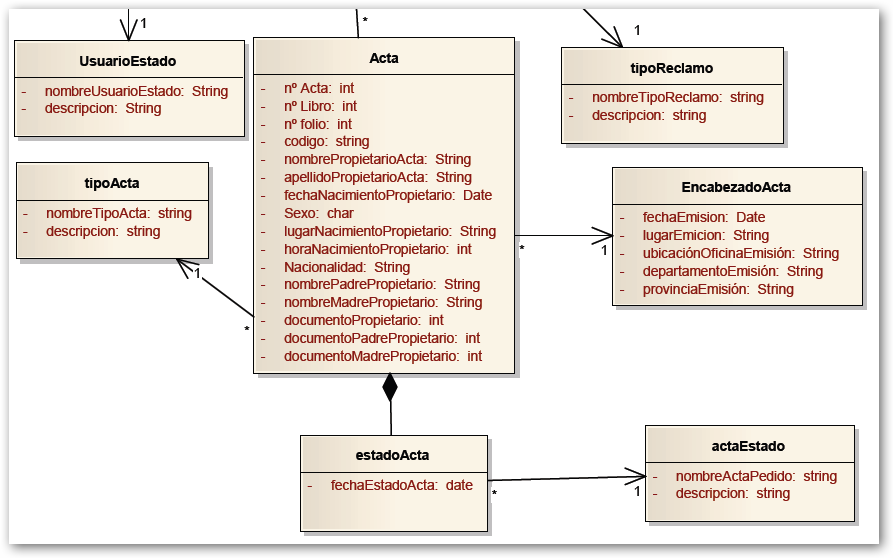 1
*
1
UsuarioEstado
- nombreUsuarioEstado: String
- descripcion: String
Acta
- nº Acta: int
- nº Libro: int
- nº folio: int
- codigo: string
- nombrePropietarioActa: String
- apellidoPropietarioActa: String
- fechaNacimientoPropietario: Date
- Sexo: char
- lugarNacimientoPropietario: String
- horaNacimientoPropietario: int
- Nacionalidad: String
- nombrePadrePropietario: String
- nombreMadrePropietario: String
- documentoPropietario: int
- documentoPadrePropietario: int
- documentoMadrePropietario: int
tipoReclamo
- nombreTipoReclamo: string
- descripcion: string
tipoActa
- nombreTipoActa: string
- descripcion: string
1
*
EncabezadoActa
- fechaEmision: Date
- lugarEmicion: String
- ubicaciónOficinaEmisión: String
- departamentoEmisión: String
- provinciaEmisión: String
*
1
estadoActa
- fechaEstadoActa: date
*
1
actaEstado
- nombreActaPedido: string
- descripcion: string